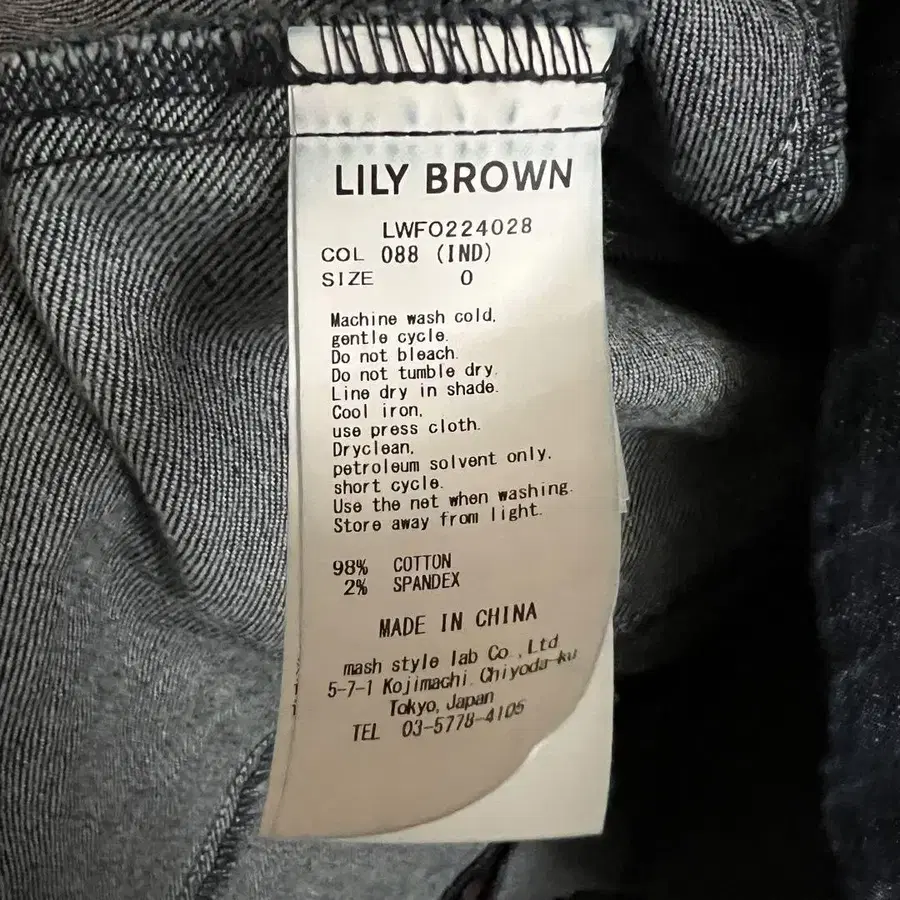 LILY BROWN
LWFO224028
COL 088 (IND)
SIZE 0
Machine wash cold,
gentle cycle.
Do not bleach.
Do not tumble dry.
Line dry in shade.
Cool iron,
use press cloth.
Dryclean,
petroleum solvent only.
short cycle.
Use the net when washing.
Store away from light.
98% COTTON
2% SPANDEX
MADE IN CHINA
mash style lab Co.,Ltd
5-7-1 Kojimachi Chiyoda-ku
Tokyo, Japan
TEL 03-5778-4105